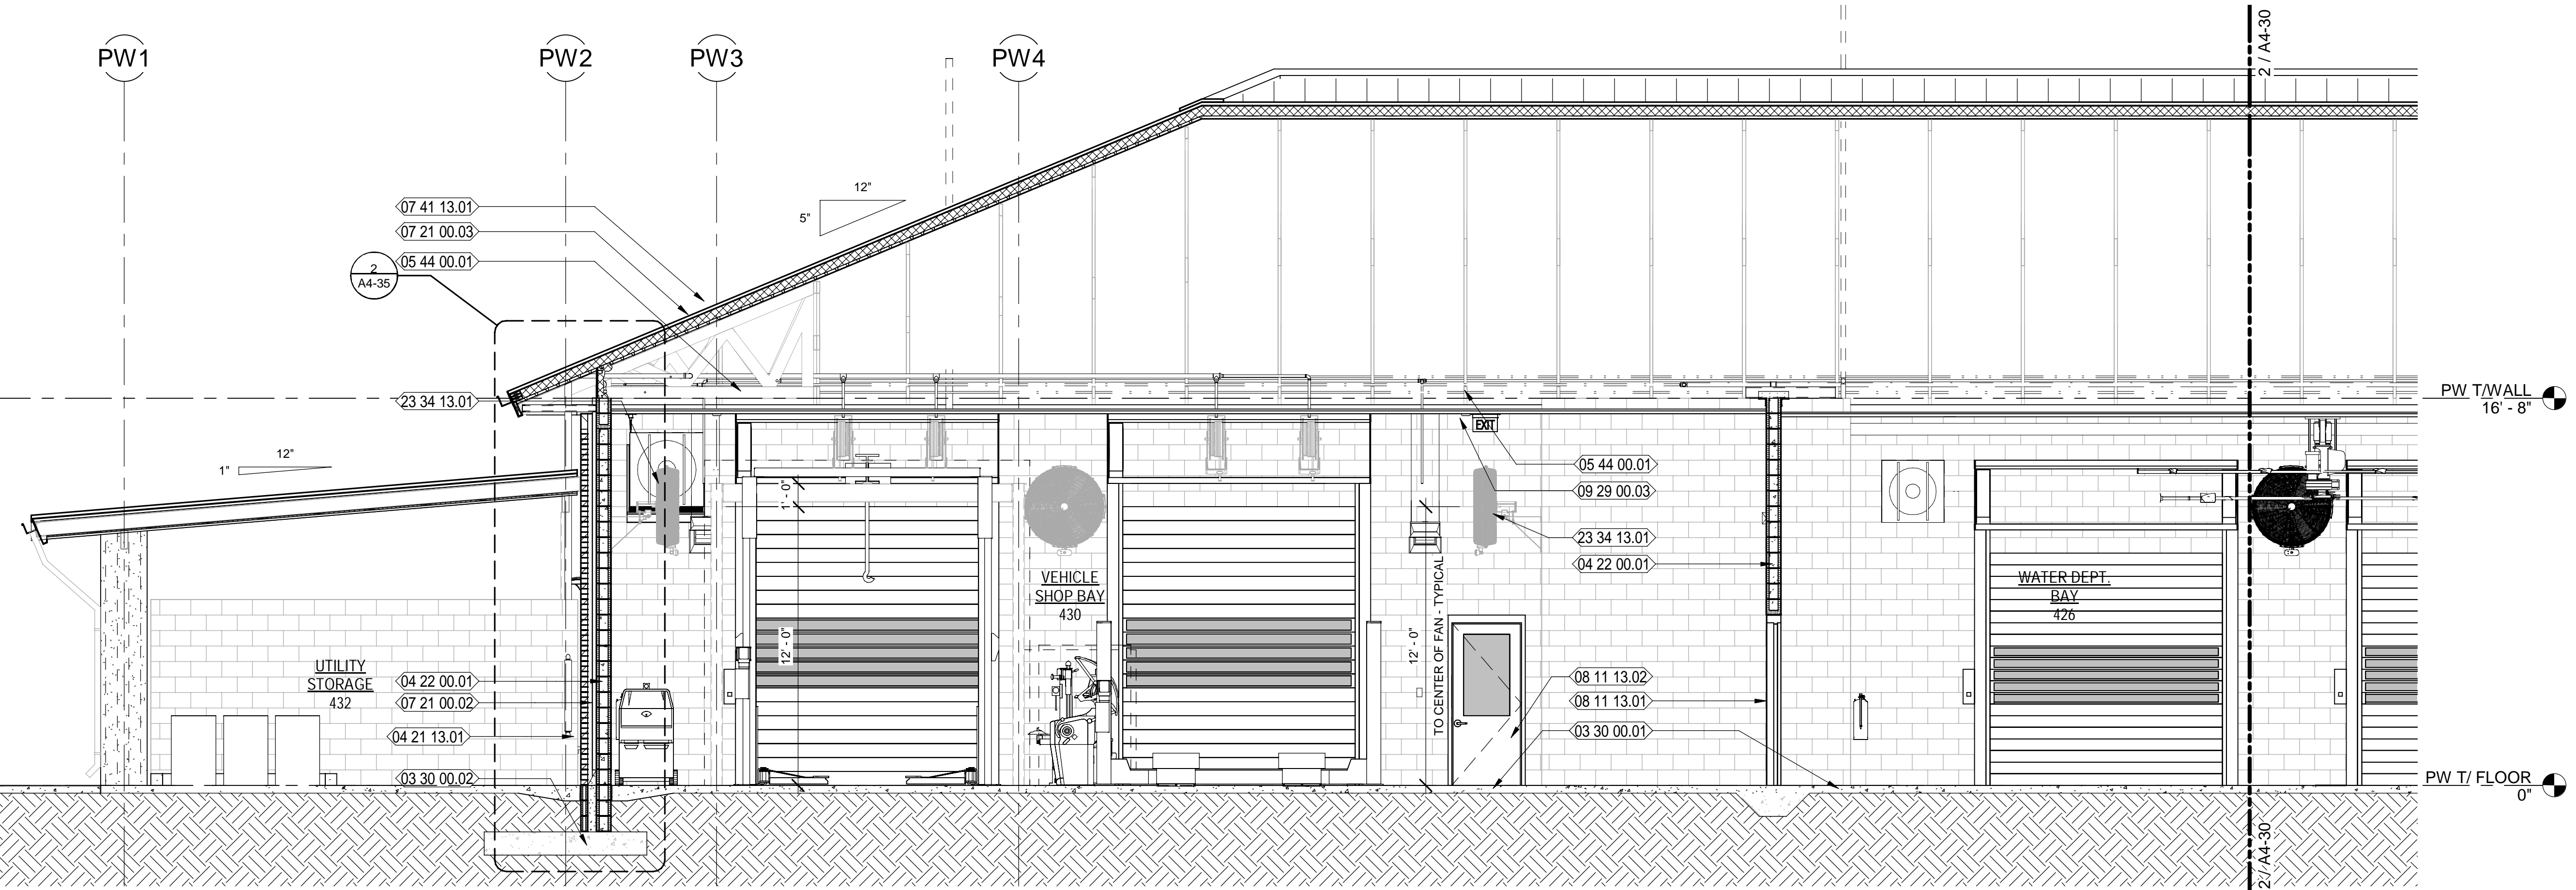 PW1
PW2
PW3
PW4
2 / A4-30
12"
5"
07 41 13.01
07 21 00.03
05 44 00.01
2
A4-35
23 34 13.01
PW T/WALL
16' - 8"
EXIT
12"
1"
05 44 00.01
09 29 00.03
23 34 13.01
04 22 00.01
1' - 0"
12' - 0"
VEHICLE
SHOP BAY
430
12' - 0"
TO CENTER OF FAN - TYPICAL
WATER DEPT.
BAY
426
UTILITY
STORAGE
432
04 22 00.01
07 21 00.02
04 21 13.01
03 30 00.02
08 11 13.02
08 11 13.01
03 30 00.01
PW T/ FLOOR
0"
2 / A4-30